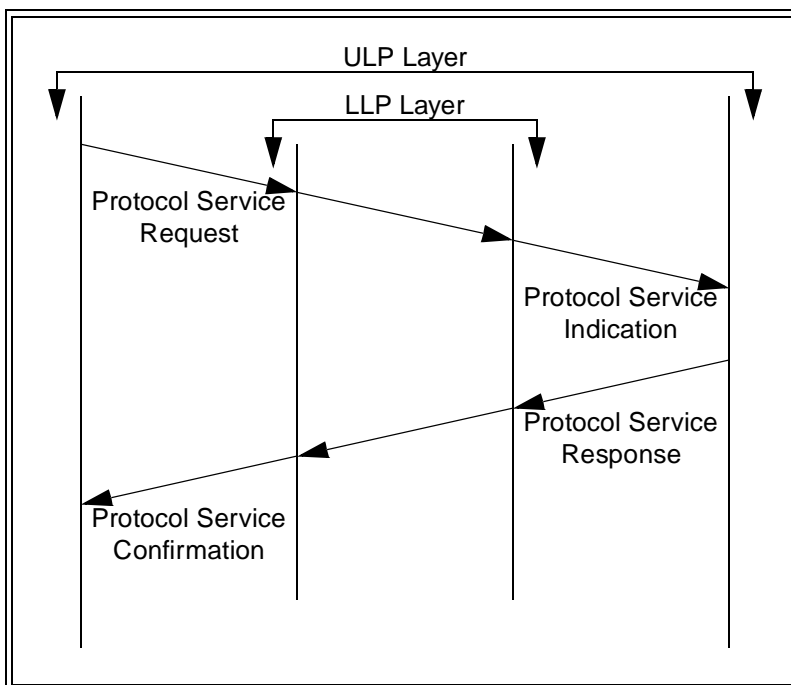 ULP Layer
LLP Layer
Protocol Service
Request
Protocol Service
Indication
Protocol Service
Response
Protocol Service
Confirmation